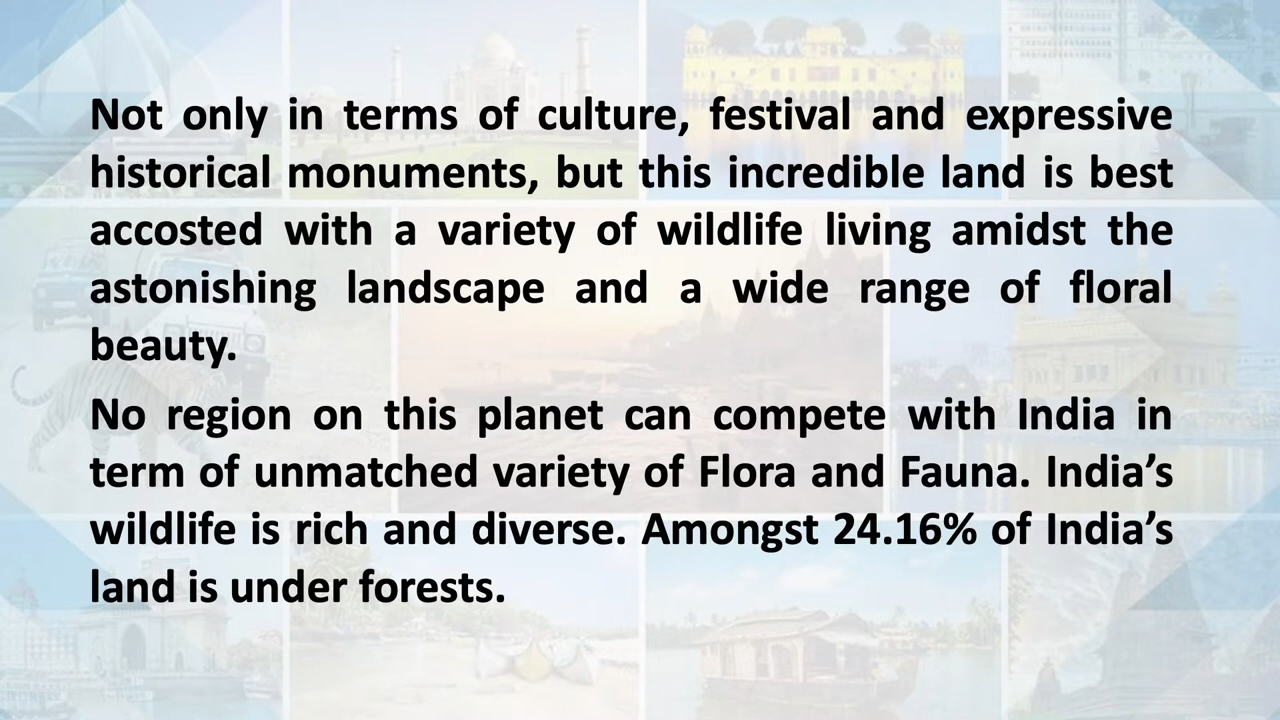 Not only in terms of culture, festival and expressive
historical monuments, but this incredible land is best
accosted with a variety of wildlife living amidst the
astonishing landscape and a wide range of floral
beauty.
No region on this planet can compete with India in
term of unmatched variety of Flora and Fauna. India’s
wildlife is rich and diverse. Amongst 24.16% of India’s
land is under forests.